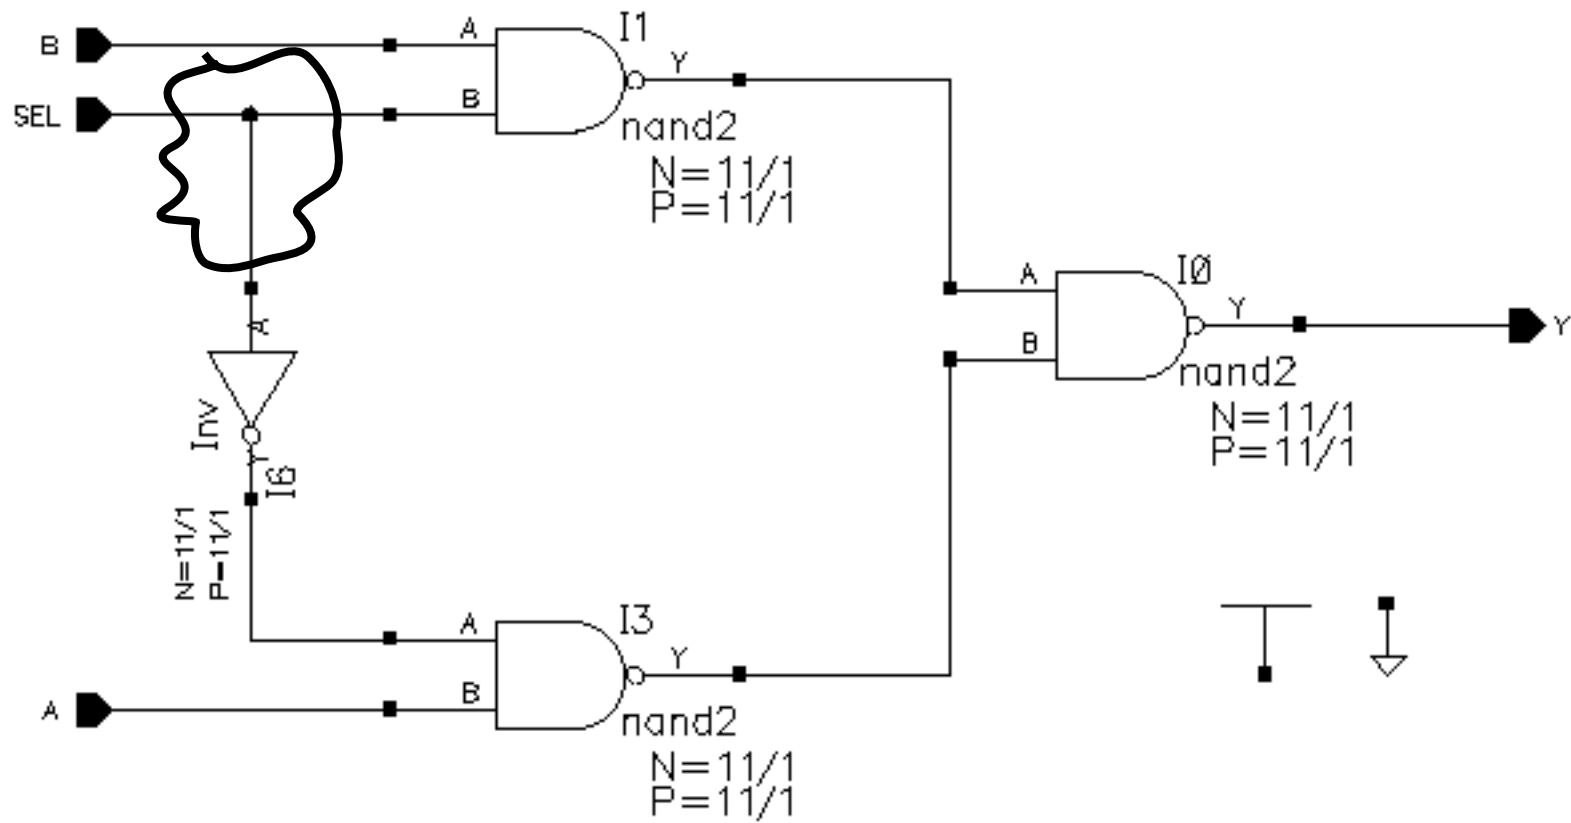 B
SEL
A
B
I1
Y
nand2
N=11/1
P=11/1
A
B
I0
Y
nand2
N=11/1
P=11/1
Y
A
Inv
Y
I6
N=11/1
P=11/1
A
A
B
I3
Y
nand2
N=11/1
P=11/1